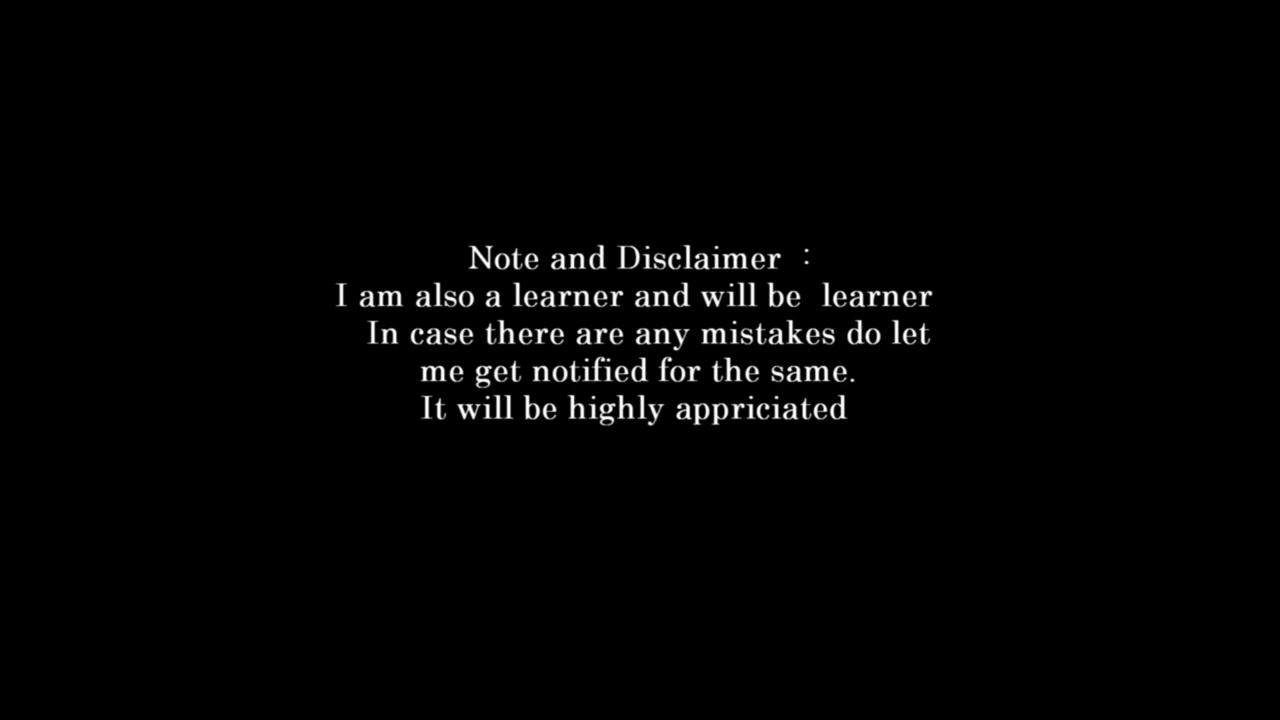 Note and Disclaimer :
I am also a learner and will be learner
In case there are any mistakes do let
me get notified for the same.
It will be highly appriciated